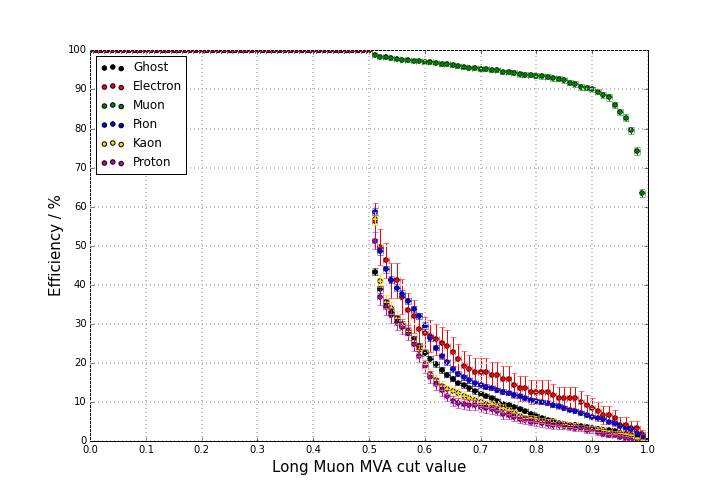 100
90
80
70
60
50
40
30
20
10
0
Efficiency / %
Ghost
Electron
Muon
Pion
Kaon
Proton
0.0 0.1 0.2 0.3 0.4 0.5 0.6 0.7 0.8 0.9 1.0
Long Muon MVA cut value